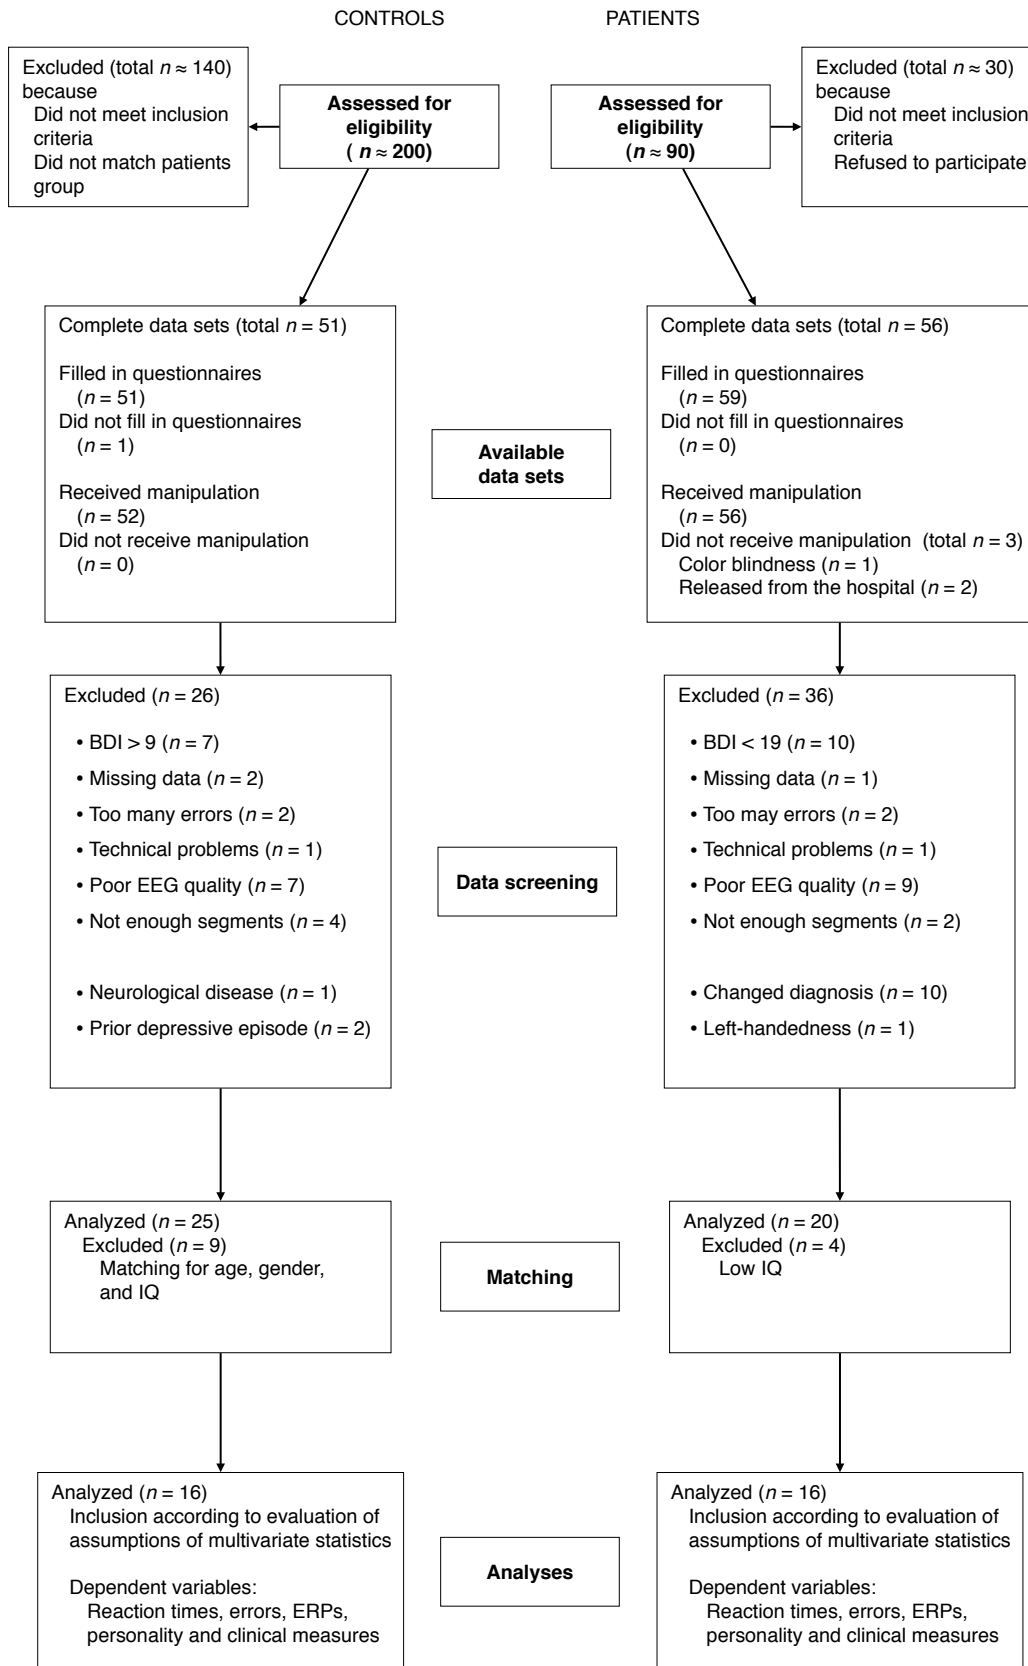 CONTROLS
PATIENTS
Excluded (total n ≈ 140)
because
Did not meet inclusion
criteria
Did not match patients
group
Assessed for
eligibility
( n ≈ 200)
Assessed for
eligibility
(n ≈ 90)
Excluded (total n ≈ 30)
because
Did not meet inclusion
criteria
Refused to participate
Complete data sets (total n = 51)
Filled in questionnaires
(n = 51)
Did not fill in questionnaires
(n = 1)
Received manipulation
(n = 52)
Did not receive manipulation
(n = 0)
Available
data sets
Complete data sets (total n = 56)
Filled in questionnaires
(n = 59)
Did not fill in questionnaires
(n = 0)
Received manipulation
(n = 56)
Did not receive manipulation (total n = 3)
Color blindness (n = 1)
Released from the hospital (n = 2)
Excluded (n = 26)
• BDI > 9 (n = 7)
• Missing data (n = 2)
• Too many errors (n = 2)
• Technical problems (n = 1)
• Poor EEG quality (n = 7)
• Not enough segments (n = 4)
• Neurological disease (n = 1)
• Prior depressive episode (n = 2)
Data screening
Excluded (n = 36)
• BDI < 19 (n = 10)
• Missing data (n = 1)
• Too may errors (n = 2)
• Technical problems (n = 1)
• Poor EEG quality (n = 9)
• Not enough segments (n = 2)
• Changed diagnosis (n = 10)
• Left-handedness (n = 1)
Analyzed (n = 25)
Excluded (n = 9)
Matching for age, gender,
and IQ
Matching
Analyzed (n = 20)
Excluded (n = 4)
Low IQ
Analyzed (n = 16)
Inclusion according to evaluation of
assumptions of multivariate statistics
Dependent variables:
Reaction times, errors, ERPs,
personality and clinical measures
Analyses
Analyzed (n = 16)
Inclusion according to evaluation of
assumptions of multivariate statistics
Dependent variables:
Reaction times, errors, ERPs,
personality and clinical measures